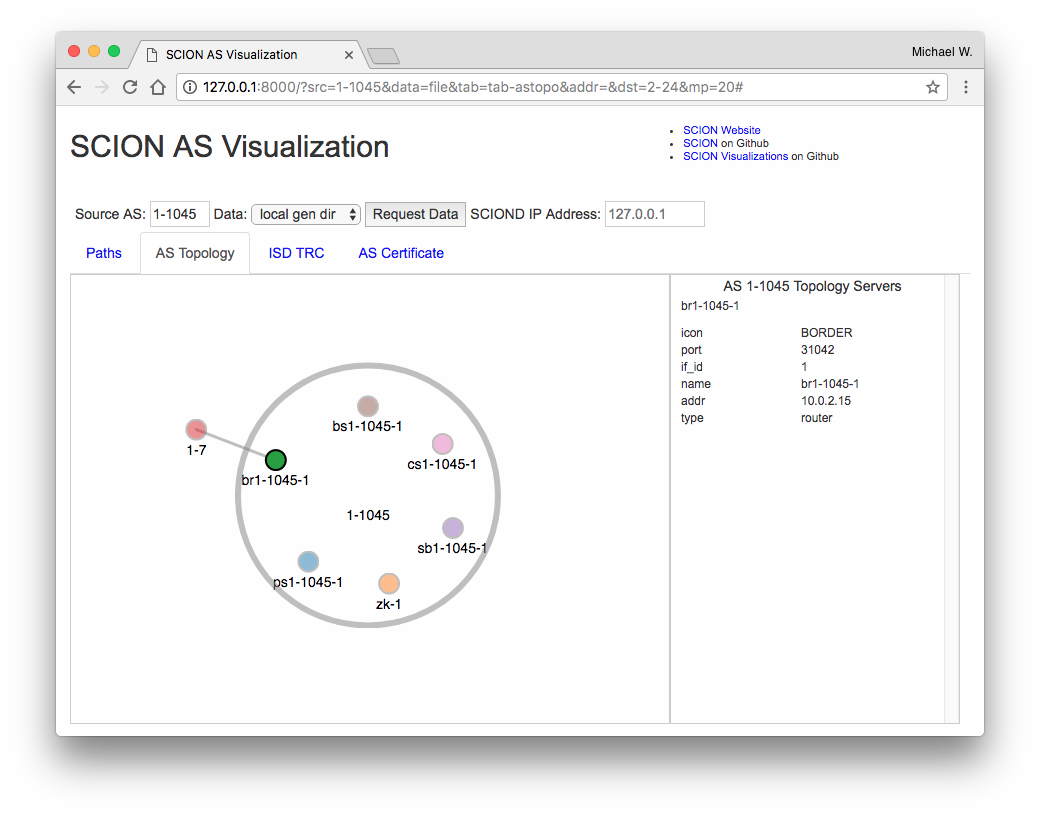 SCION AS Visualization
Michael W.
127.0.0.1:8000/?src=1-1045&data=file&tab=tab-astopo&addr=&dst=2-24&mp=20#
SCION AS Visualization
SCION Website
SCION on Github
SCION Visualizations on Github
Source AS: 1-1045 Data: local gen dir Request Data SCIOND IP Address: 127.0.0.1
Paths AS Topology ISD TRC AS Certificate
bs1-1045-1
1-7
cs1-1045-1
br1-1045-1
1-1045
sb1-1045-1
ps1-1045-1
zk-1
AS 1-1045 Topology Servers
br1-1045-1
icon BORDER
port 31042
if_id 1
name br1-1045-1
addr 10.0.2.15
type router